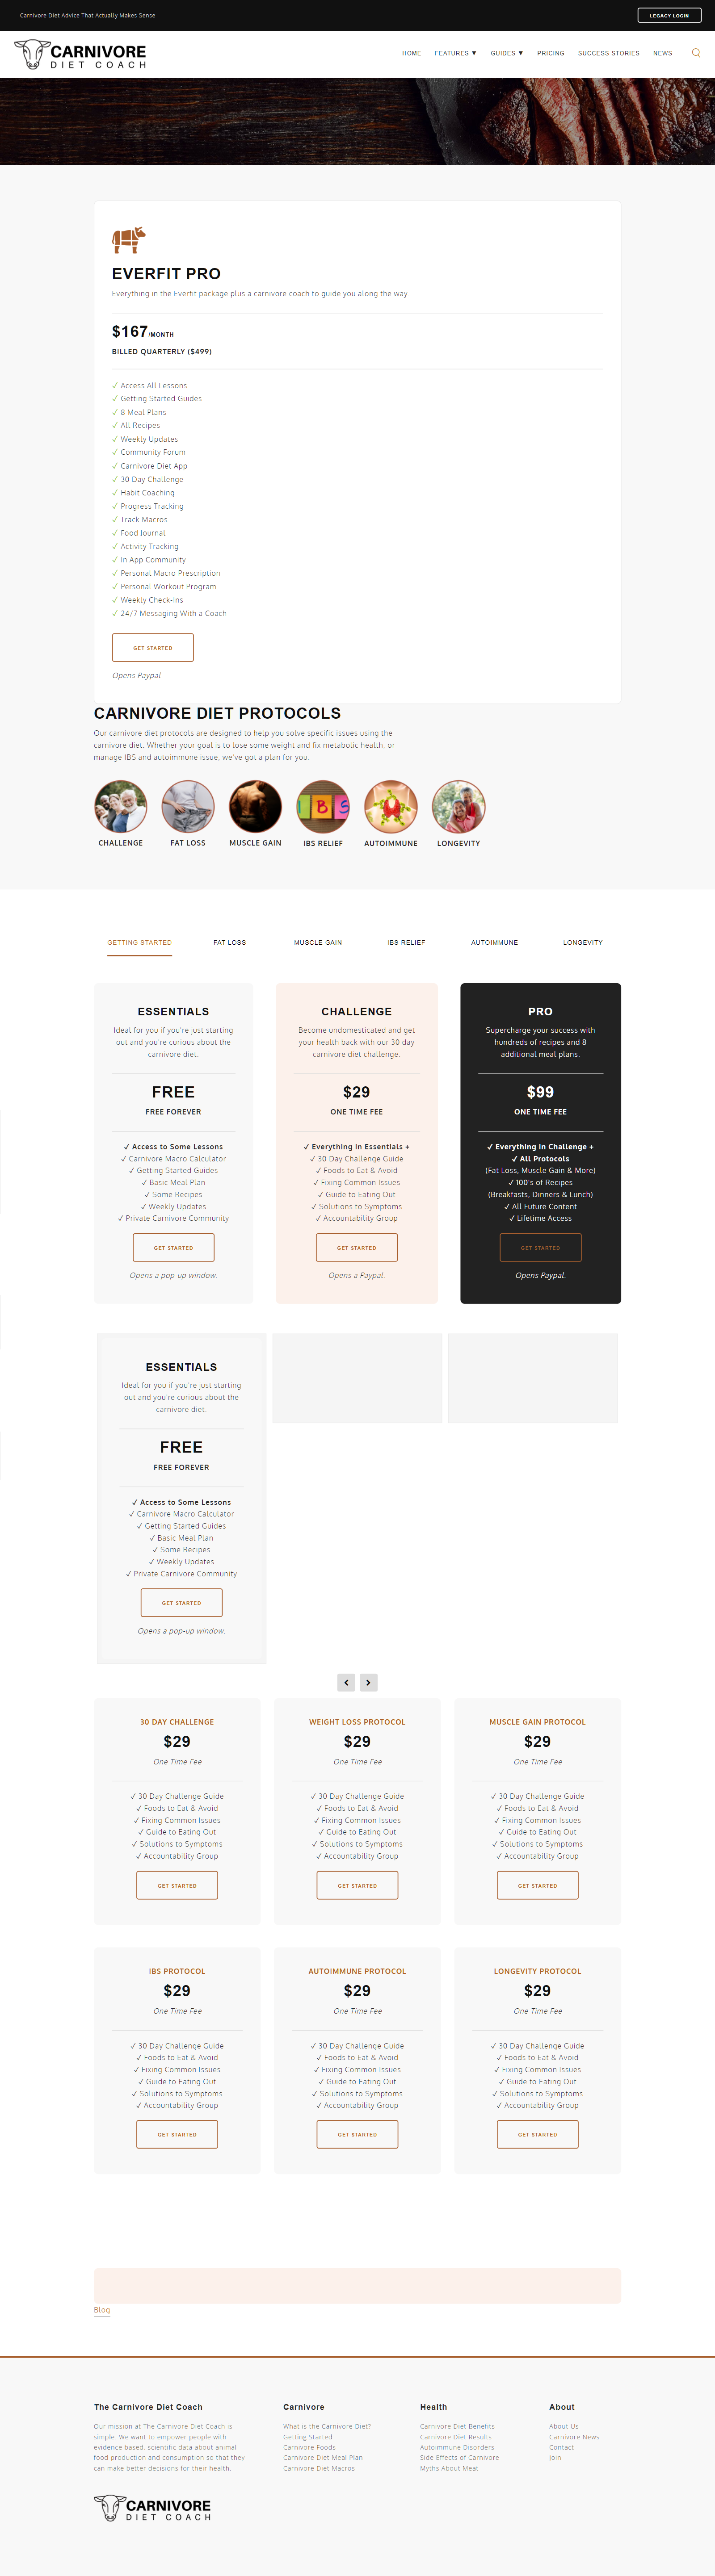 Carnivore Diet Advice That Actually Makes Sense
LEGACY LOGIN
CARNIVORE
DIET COACH
HOME FEATURES ▼ GUIDES ▼ PRICING SUCCESS STORIES NEWS
EVERFIT PRO
Everything in the Everfit package plus a carnivore coach to guide you along the way.
$167/MONTH
BILLED QUARTERLY ($499)
✓ Access All Lessons
✓ Getting Started Guides
✓ 8 Meal Plans
✓ All Recipes
✓ Weekly Updates
✓ Community Forum
✓ Carnivore Diet App
✓ 30 Day Challenge
✓ Habit Coaching
✓ Progress Tracking
✓ Track Macros
✓ Food Journal
✓ Activity Tracking
✓ In App Community
✓ Personal Macro Prescription
✓ Personal Workout Program
✓ Weekly Check-Ins
✓ 24/7 Messaging With a Coach
GET STARTED
Opens Paypal
CARNIVORE DIET PROTOCOLS
Our carnivore diet protocols are designed to help you solve specific issues using the
carnivore diet. Whether your goal is to lose some weight and fix metabolic health, or
manage IBS and autoimmune issue, we've got a plan for you.
I B S
CHALLENGE FAT LOSS MUSCLE GAIN IBS RELIEF AUTOIMMUNE LONGEVITY
GETTING STARTED FAT LOSS MUSCLE GAIN IBS RELIEF AUTOIMMUNE LONGEVITY
ESSENTIALS
Ideal for you if you're just starting
out and you're curious about the
carnivore diet.
FREE
FREE FOREVER
✓ Access to Some Lessons
✓ Carnivore Macro Calculator
✓ Getting Started Guides
✓ Basic Meal Plan
✓ Some Recipes
✓ Weekly Updates
✓ Private Carnivore Community
GET STARTED
Opens a pop-up window.
CHALLENGE
Become undomesticated and get
your health back with our 30 day
carnivore diet challenge.
$29
ONE TIME FEE
✓ Everything in Essentials +
✓ 30 Day Challenge Guide
✓ Foods to Eat & Avoid
✓ Fixing Common Issues
✓ Guide to Eating Out
✓ Solutions to Symptoms
✓ Accountability Group
GET STARTED
Opens a Paypal.
PRO
Supercharge your success with
hundreds of recipes and 8
additional meal plans.
$99
ONE TIME FEE
✓ Everything in Challenge +
✓ All Protocols
(Fat Loss, Muscle Gain & More)
✓ 100's of Recipes
(Breakfasts, Dinners & Lunch)
✓ All Future Content
✓ Lifetime Access
GET STARTED
Opens Paypal.
ESSENTIALS
Ideal for you if you're just starting
out and you're curious about the
carnivore diet.
FREE
FREE FOREVER
✓ Access to Some Lessons
✓ Carnivore Macro Calculator
✓ Getting Started Guides
✓ Basic Meal Plan
✓ Some Recipes
✓ Weekly Updates
✓ Private Carnivore Community
GET STARTED
Opens a pop-up window.
30 DAY CHALLENGE
$29
One Time Fee
✓ 30 Day Challenge Guide
✓ Foods to Eat & Avoid
✓ Fixing Common Issues
✓ Guide to Eating Out
✓ Solutions to Symptoms
✓ Accountability Group
GET STARTED
WEIGHT LOSS PROTOCOL
$29
One Time Fee
✓ 30 Day Challenge Guide
✓ Foods to Eat & Avoid
✓ Fixing Common Issues
✓ Guide to Eating Out
✓ Solutions to Symptoms
✓ Accountability Group
GET STARTED
MUSCLE GAIN PROTOCOL
$29
One Time Fee
✓ 30 Day Challenge Guide
✓ Foods to Eat & Avoid
✓ Fixing Common Issues
✓ Guide to Eating Out
✓ Solutions to Symptoms
✓ Accountability Group
GET STARTED
IBS PROTOCOL
$29
One Time Fee
✓ 30 Day Challenge Guide
✓ Foods to Eat & Avoid
✓ Fixing Common Issues
✓ Guide to Eating Out
✓ Solutions to Symptoms
✓ Accountability Group
GET STARTED
AUTOIMMUNE PROTOCOL
$29
One Time Fee
✓ 30 Day Challenge Guide
✓ Foods to Eat & Avoid
✓ Fixing Common Issues
✓ Guide to Eating Out
✓ Solutions to Symptoms
✓ Accountability Group
GET STARTED
LONGEVITY PROTOCOL
$29
One Time Fee
✓ 30 Day Challenge Guide
✓ Foods to Eat & Avoid
✓ Fixing Common Issues
✓ Guide to Eating Out
✓ Solutions to Symptoms
✓ Accountability Group
GET STARTED
Blog
The Carnivore Diet Coach
Our mission at The Carnivore Diet Coach is
simple. We want to empower people with
evidence based, scientific data about animal
food production and consumption so that they
can make better decisions for their health.
Carnivore
What is the Carnivore Diet?
Getting Started
Carnivore Foods
Carnivore Diet Meal Plan
Carnivore Diet Macros
Health
Carnivore Diet Benefits
Carnivore Diet Results
Autoimmune Disorders
Side Effects of Carnivore
Myths About Meat
About
About Us
Carnivore News
Contact
Join
CARNIVORE
DIET COACH